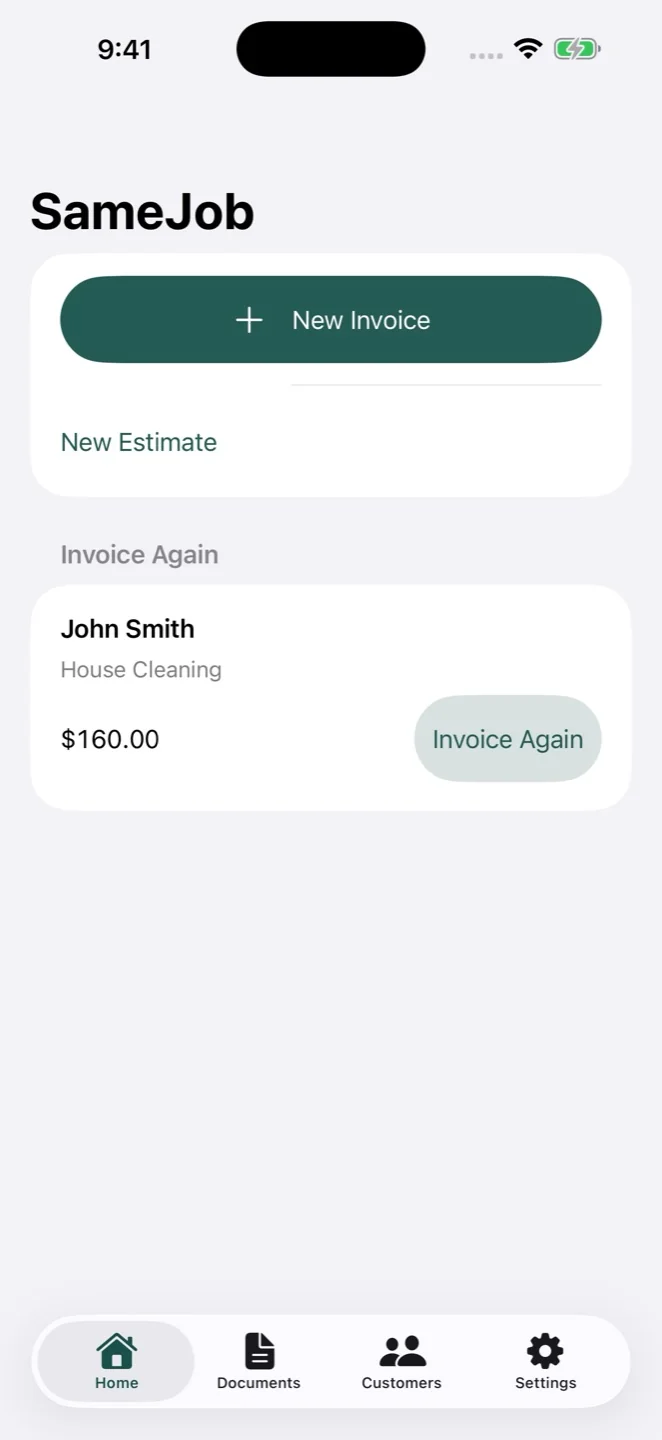 9:41
SameJob
New Invoice
New Estimate
Invoice Again
John Smith
House Cleaning
$160.00
Invoice Again
Home
Documents
Customers
Settings